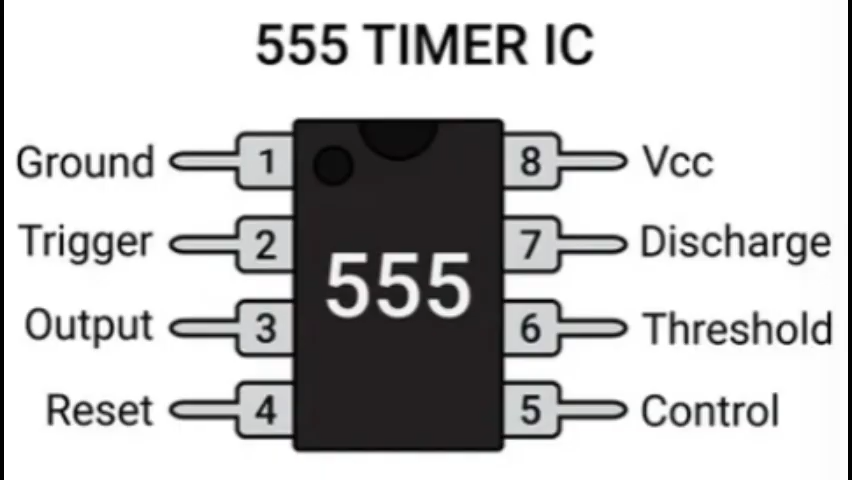 555 TIMER IC
Ground 1 8 Vcc
Trigger 2 7 Discharge
555
Output 3 6 Threshold
Reset 4 5 Control